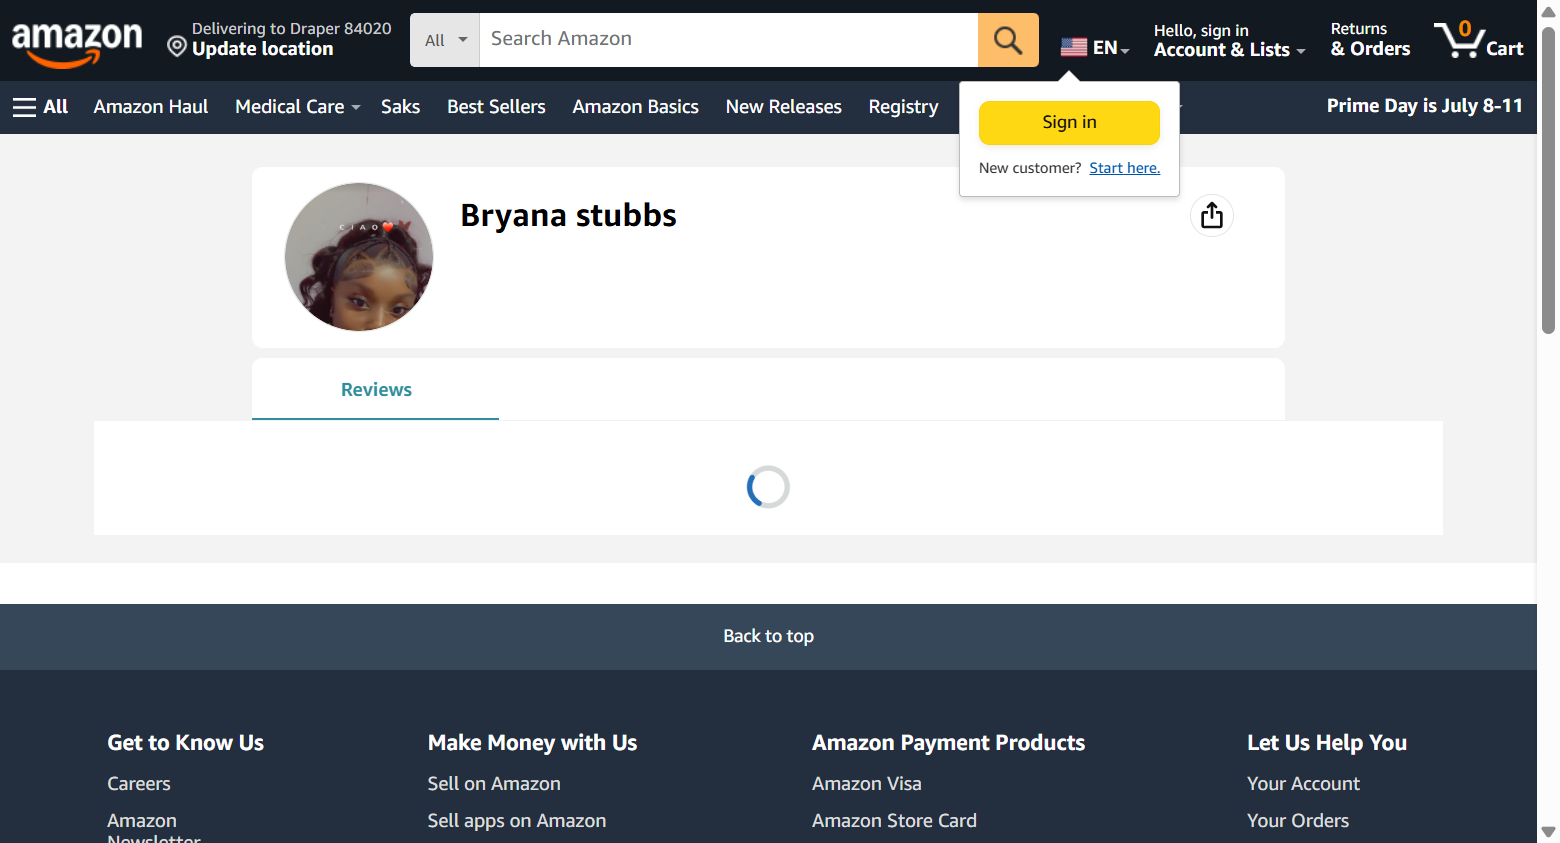 amazon
Delivering to Draper 84020
Update location
All
Search Amazon
EN
Hello, sign in
Account & Lists
Returns
& Orders
0
Cart
All
Amazon Haul
Medical Care
Saks
Best Sellers
Amazon Basics
New Releases
Registry
Prime Day is July 8-11
Sign in
New customer? Start here.
CIAO
Bryana stubbs
Reviews
Back to top
Get to Know Us
Careers
Amazon
Newsletter
Make Money with Us
Sell on Amazon
Sell apps on Amazon
Amazon Payment Products
Amazon Visa
Amazon Store Card
Let Us Help You
Your Account
Your Orders